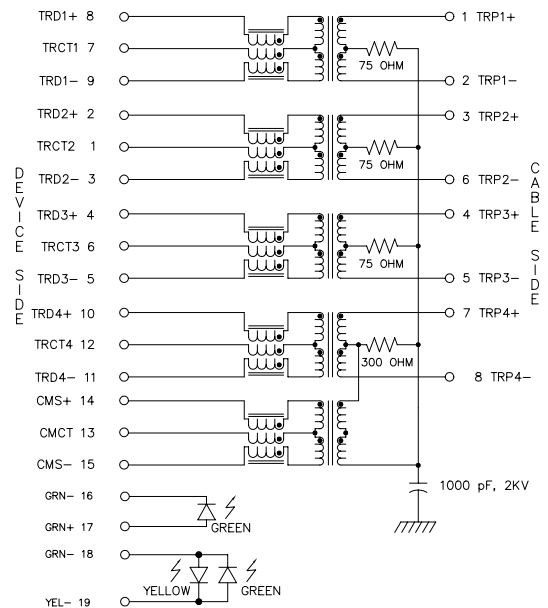 TRD1+ 8
1 TRP1+
TRCT1 7
75 OHM
TRD1- 9
2 TRP1-
TRD2+ 2
3 TRP2+
TRCT2 1
75 OHM
TRD2- 3
6 TRP2-
DEVICE SIDE
CABLE SIDE
TRD3+ 4
4 TRP3+
TRCT3 6
75 OHM
TRD3- 5
5 TRP3-
TRD4+ 10
7 TRP4+
TRCT4 12
300 OHM
TRD4- 11
8 TRP4-
CMS+ 14
CMCT 13
CMS- 15
1000 pF, 2KV
GRN- 16
GRN+ 17
GREEN
GRN- 18
YELLOW
GREEN
YEL- 19